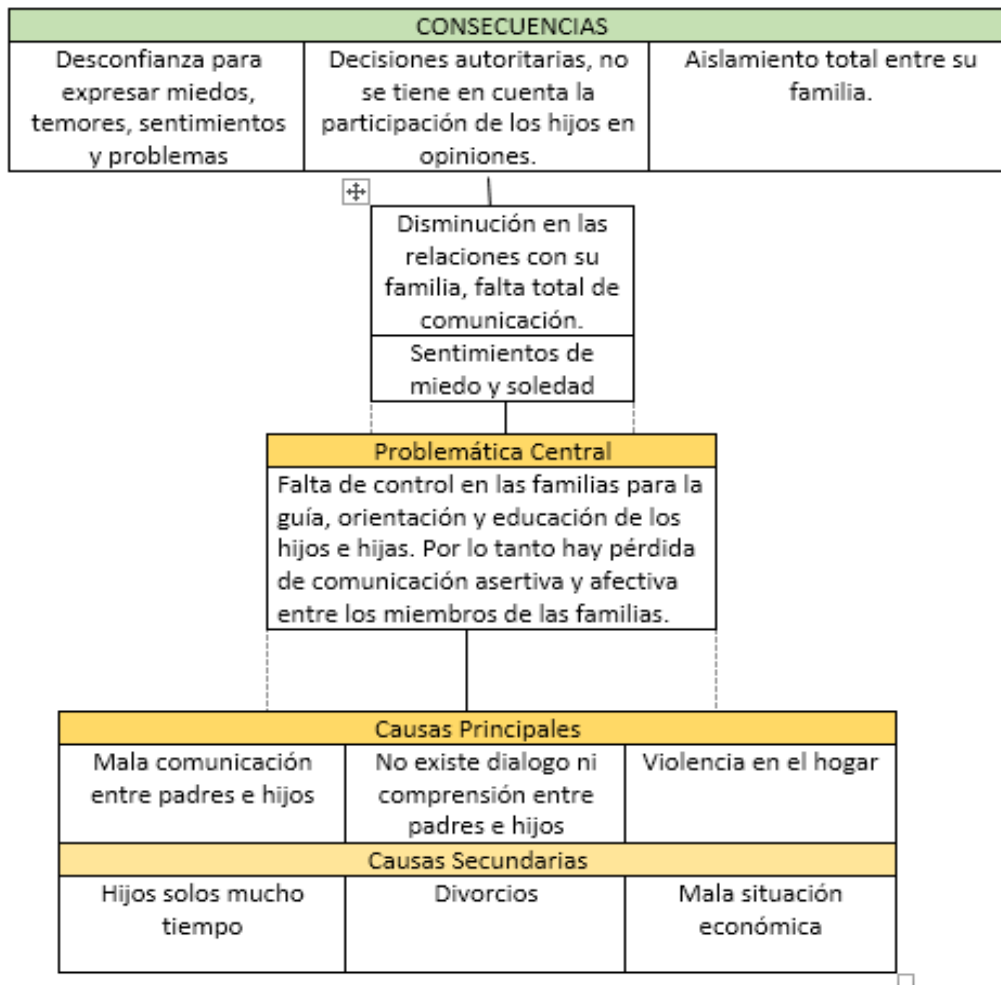 CONSECUENCIAS
Desconfianza para
expresar miedos,
temores, sentimientos
y problemas
Decisiones autoritarias, no
se tiene en cuenta la
participación de los hijos en
opiniones.
Aislamiento total entre su
familia.
Disminución en las
relaciones con su
familia, falta total de
comunicación.
Sentimientos de
miedo y soledad
Problemática Central
Falta de control en las familias para la
guía, orientación y educación de los
hijos e hijas. Por lo tanto hay pérdida
de comunicación asertiva y afectiva
entre los miembros de las familias.
Causas Principales
Mala comunicación
entre padres e hijos
No existe dialogo ni
comprensión entre
padres e hijos
Violencia en el hogar
Causas Secundarias
Hijos solos mucho
tiempo
Divorcios
Mala situación
económica